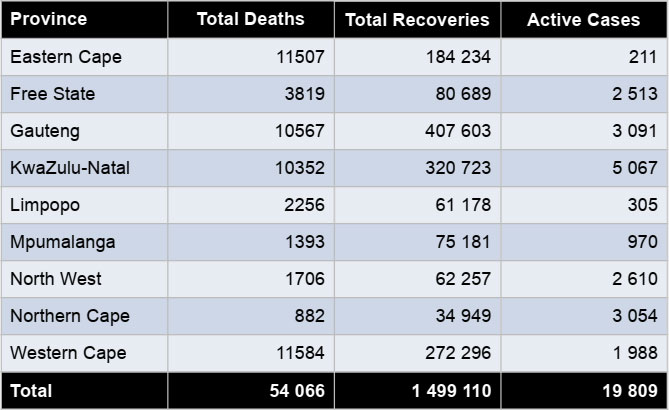 Province Total Deaths Total Recoveries Active Cases
Eastern Cape 11507 184 234 211
Free State 3819 80 689 2 513
Gauteng 10567 407 603 3 091
KwaZulu-Natal 10352 320 723 5 067
Limpopo 2256 61 178 305
Mpumalanga 1393 75 181 970
North West 1706 62 257 2 610
Northern Cape 882 34 949 3 054
Western Cape 11584 272 296 1 988
Total 54 066 1 499 110 19 809